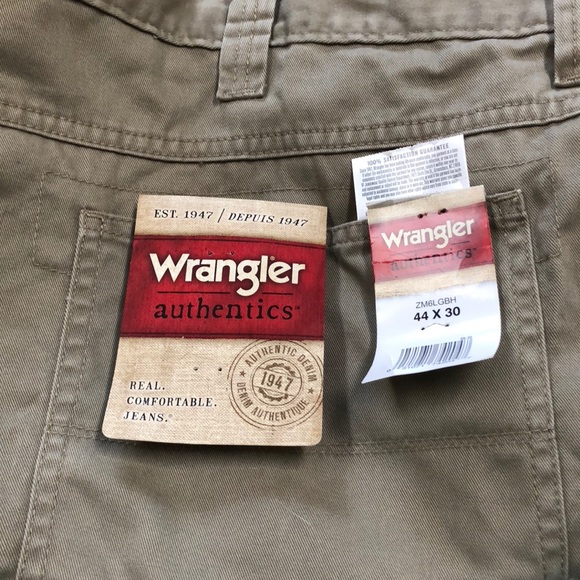 EST. 1947 / DEPUIS 1947
Wrangler
authentics™
AUTHENTIC DENIM
1947
DENIM AUTHENTIQUE
REAL.
COMFORTABLE.
JEANS.®
100% SATISFACTION GUARANTEE
Wrangler
authentics
ZM6LGBH
44 X 30